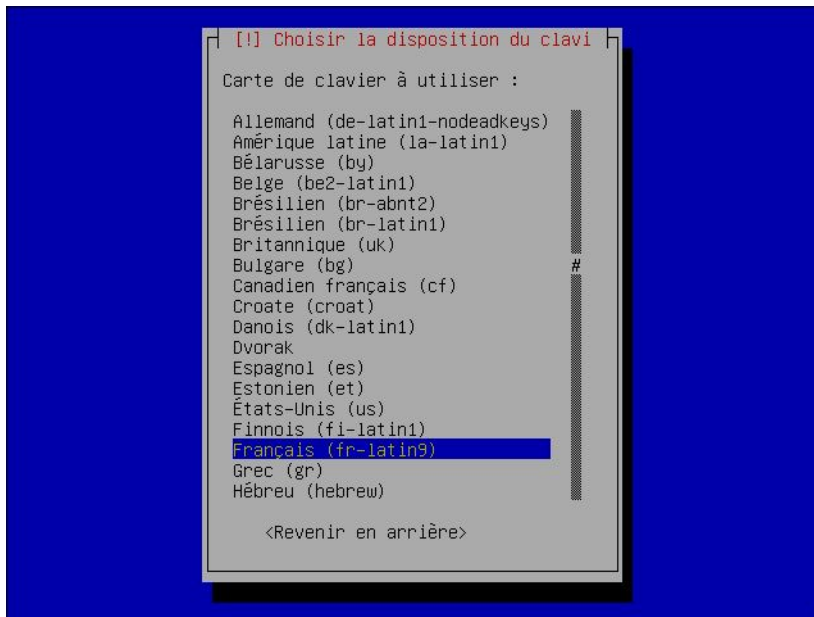 [!] Choisir la disposition du clavi
Carte de clavier à utiliser :
Allemand (de-latin1-nodeadkeys)
Amérique latine (la-latin1)
Bélarusse (by)
Belge (be2-latin1)
Brésilien (br-abnt2)
Brésilien (br-latin1)
Britannique (uk)
Bulgare (bg) #
Canadien français (cf)
Croate (croat)
Danois (dk-latin1)
Dvorak
Espagnol (es)
Estonien (et)
États-Unis (us)
Finnois (fi-latin1)
Français (fr-latin9)
Grec (gr)
Hébreu (hebrew)
<Revenir en arrière>